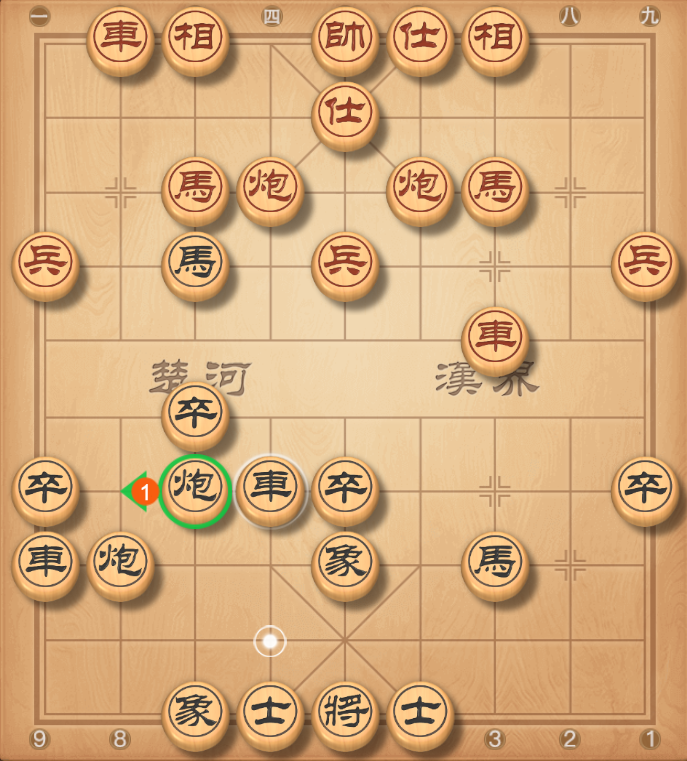 一 四 八 九
車 相 帥 仕 相
仕
馬 炮 炮 馬
兵 馬 兵 兵
車
楚河 漢界
卒
卒 1 炮 車 卒 卒
車 炮 象 馬
象 士 將 士
9 8 3 2 1